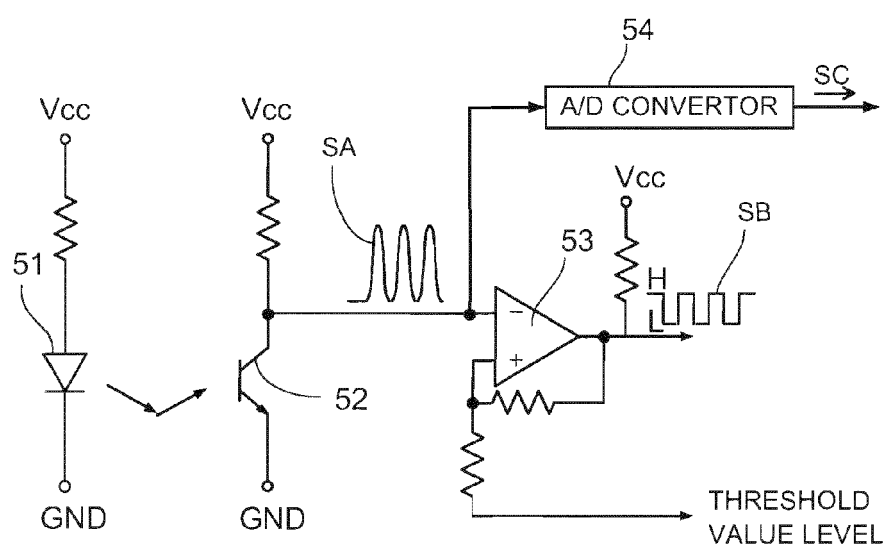 54
SC
A/D CONVERTOR
Vcc
Vcc
SA
Vcc
SB
51
53
H
L
−
+
52
GND
GND
THRESHOLD
VALUE LEVEL